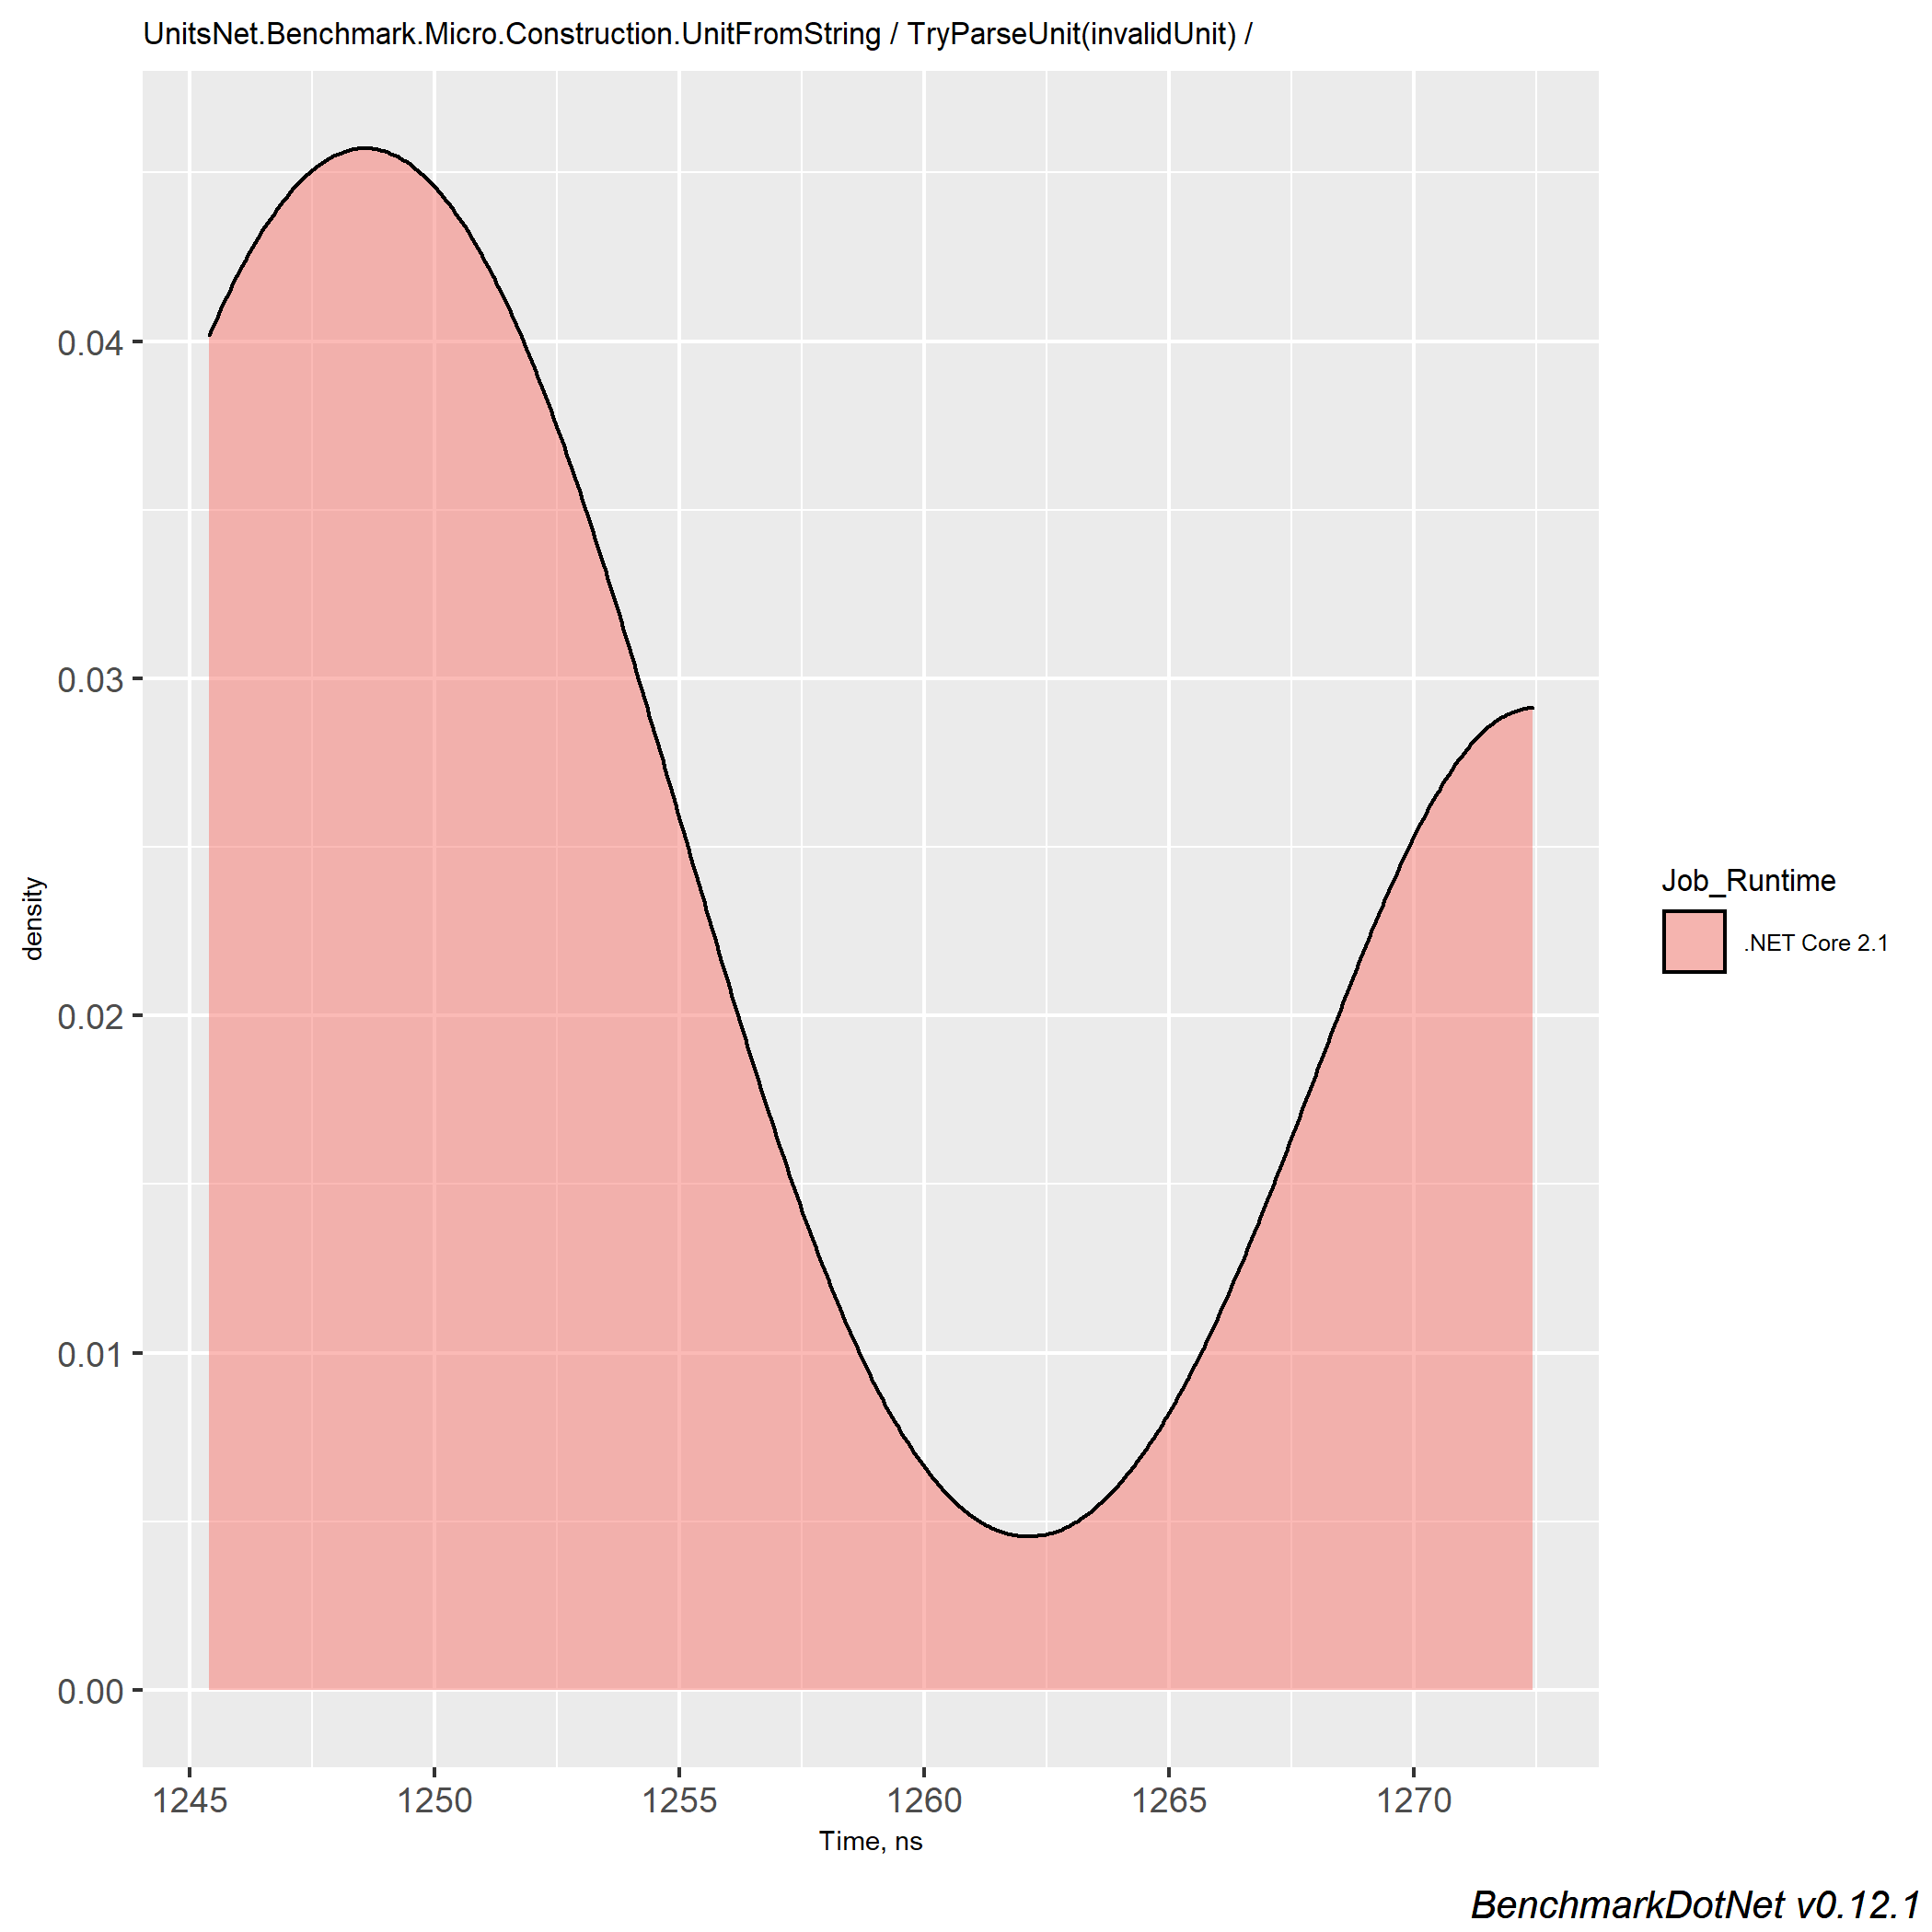 UnitsNet.Benchmark.Micro.Construction.UnitFromString / TryParseUnit(invalidUnit) /
0.04
0.03
0.02
0.01
0.00
density
1245 1250 1255 1260 1265 1270
Time, ns
Job_Runtime
.NET Core 2.1
BenchmarkDotNet v0.12.1